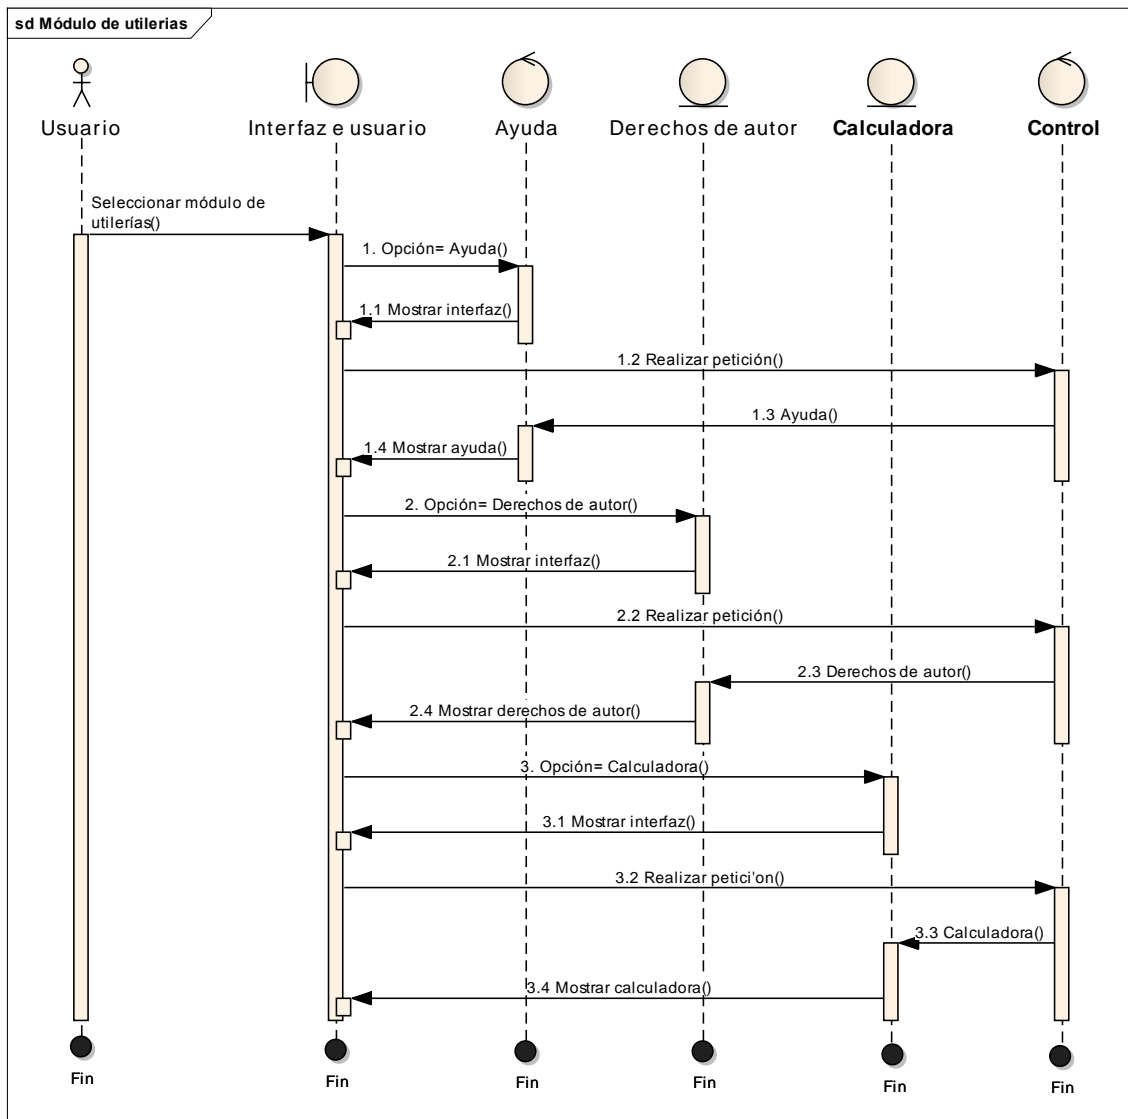 sd Módulo de utilerias
Usuario
Interfaz e usuario
Ayuda
Derechos de autor
Calculadora
Control
Seleccionar módulo de
utilerías()
1. Opción= Ayuda()
1.1 Mostrar interfaz()
1.2 Realizar petición()
1.3 Ayuda()
1.4 Mostrar ayuda()
2. Opción= Derechos de autor()
2.1 Mostrar interfaz()
2.2 Realizar petición()
2.3 Derechos de autor()
2.4 Mostrar derechos de autor()
3. Opción= Calculadora()
3.1 Mostrar interfaz()
3.2 Realizar petici'on()
3.3 Calculadora()
3.4 Mostrar calculadora()
Fin
Fin
Fin
Fin
Fin
Fin